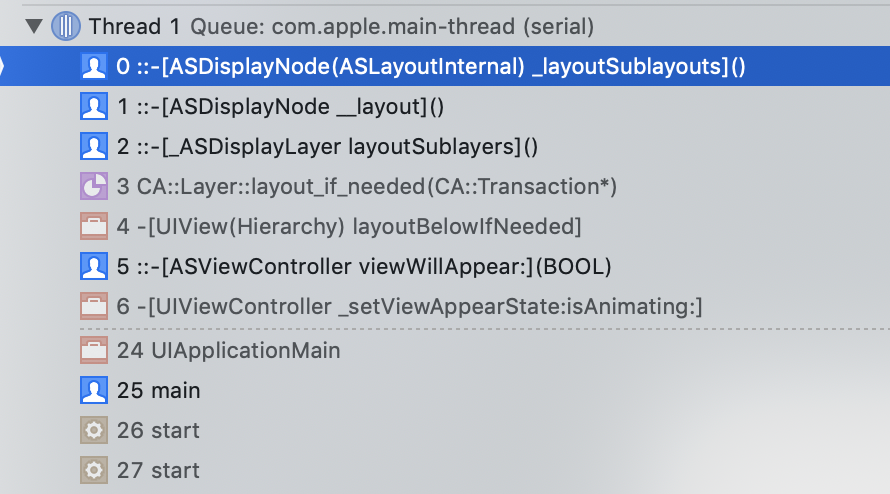 Thread 1 Queue: com.apple.main-thread (serial)
0 ::-[ASDisplayNode(ASLayoutInternal) _layoutSublayouts]()
1 ::-[ASDisplayNode __layout]()
2 ::-[_ASDisplayLayer layoutSublayers]()
3 CA::Layer::layout_if_needed(CA::Transaction*)
4 -[UIView(Hierarchy) layoutBelowIfNeeded]
5 ::-[ASViewController viewWillAppear:](BOOL)
6 -[UIViewController _setViewAppearState:isAnimating:]
24 UIApplicationMain
25 main
26 start
27 start